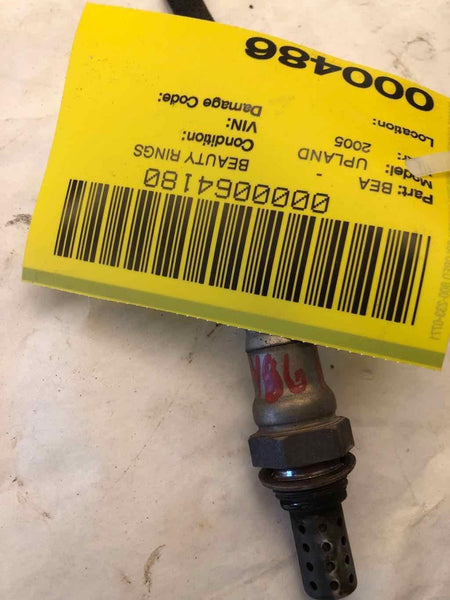 000486
0000064180
Part: BEA BEAUTY RINGS
Model: UPLAND - Condition:
2005 VIN:
Location: Damage Code: